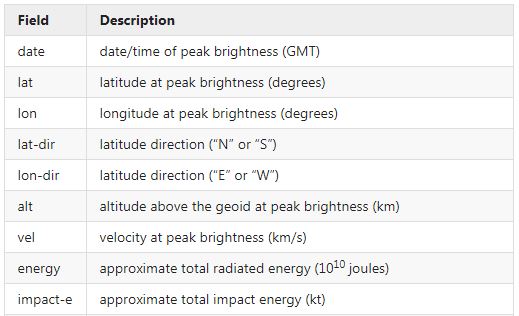 Field Description
date date/time of peak brightness (GMT)
lat latitude at peak brightness (degrees)
lon longitude at peak brightness (degrees)
lat-dir latitude direction (“N” or “S”)
lon-dir latitude direction (“E” or “W”)
alt altitude above the geoid at peak brightness (km)
vel velocity at peak brightness (km/s)
energy approximate total radiated energy (10¹⁰ joules)
impact-e approximate total impact energy (kt)